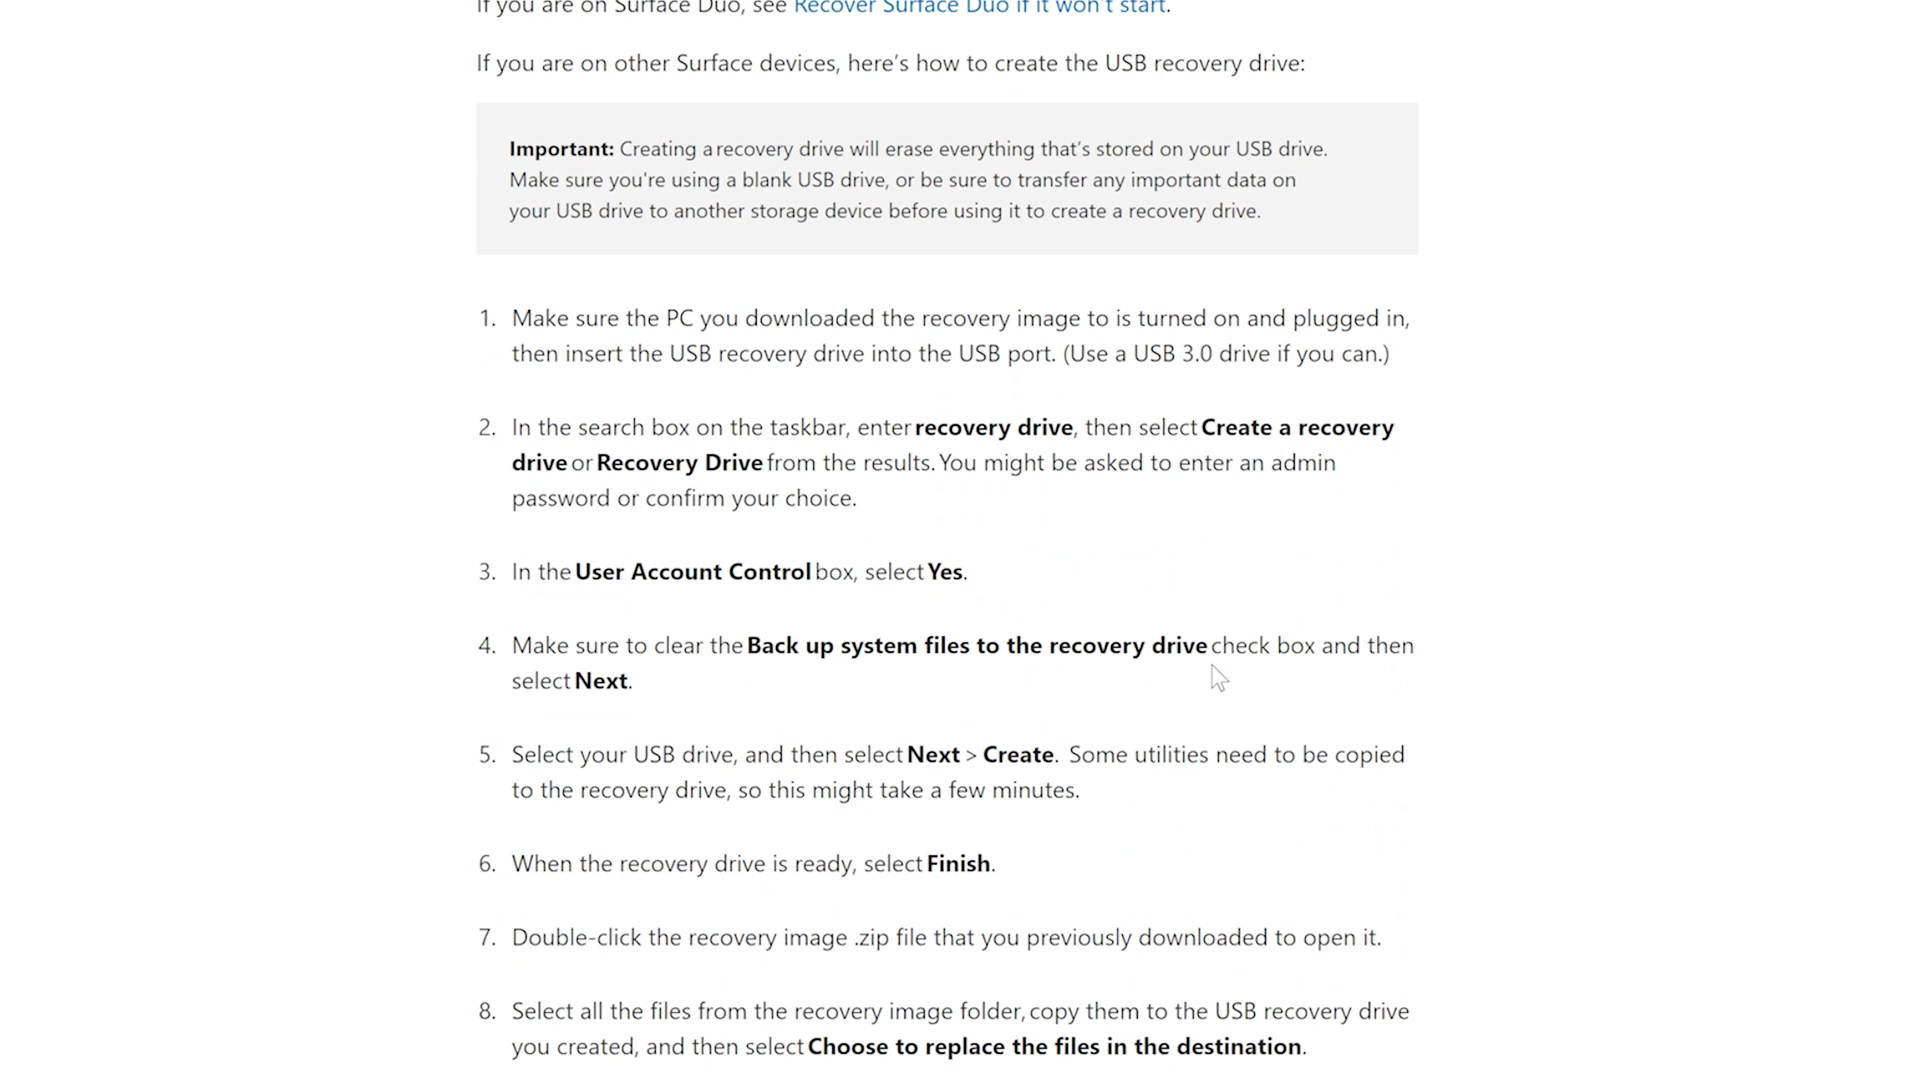 If you are on Surface Duo, see Recover Surface Duo if it won't start.
If you are on other Surface devices, here's how to create the USB recovery drive:
Important: Creating a recovery drive will erase everything that's stored on your USB drive.
Make sure you're using a blank USB drive, or be sure to transfer any important data on
your USB drive to another storage device before using it to create a recovery drive.
1. Make sure the PC you downloaded the recovery image to is turned on and plugged in,
then insert the USB recovery drive into the USB port. (Use a USB 3.0 drive if you can.)
2. In the search box on the taskbar, enter recovery drive, then select Create a recovery
drive or Recovery Drive from the results. You might be asked to enter an admin
password or confirm your choice.
3. In the User Account Control box, select Yes.
4. Make sure to clear the Back up system files to the recovery drive check box and then
select Next.
5. Select your USB drive, and then select Next > Create. Some utilities need to be copied
to the recovery drive, so this might take a few minutes.
6. When the recovery drive is ready, select Finish.
7. Double-click the recovery image .zip file that you previously downloaded to open it.
8. Select all the files from the recovery image folder, copy them to the USB recovery drive
you created, and then select Choose to replace the files in the destination.